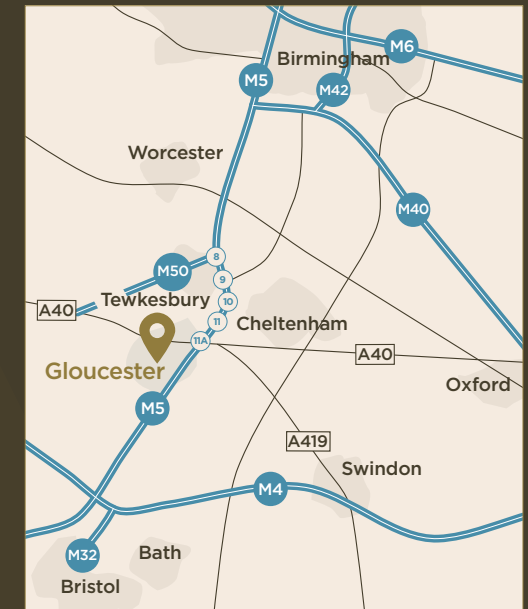 M6
Birmingham
M5
M42
Worcester
M40
8
M50
9
Tewkesbury
10
A40
11
Cheltenham
11A
A40
Gloucester
Oxford
M5
A419
Swindon
M4
M32
Bath
Bristol